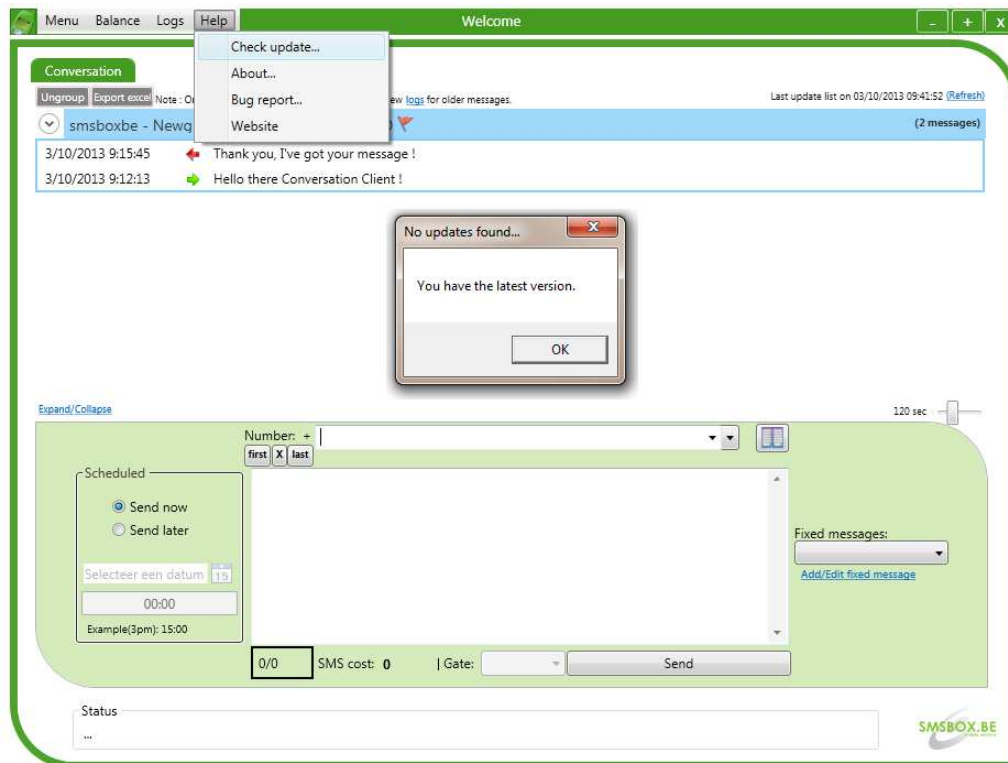 Menu Balance Logs Help Welcome - + x
Check update...
About...
Bug report...
Website
Conversation
Ungroup Export excel Note : ew logs for older messages. Last update list on 03/10/2013 09:41:52 (Refresh)
smsboxbe - Newg (2 messages)
3/10/2013 9:15:45 Thank you, I've got your message !
3/10/2013 9:12:13 Hello there Conversation Client !
No updates found... X
You have the latest version.
OK
Expand/Collapse 120 sec
Number: +
first X last
Scheduled
Send now
Send later
Selecteer een datum 15
00:00
Example(3pm): 15:00
Fixed messages:
Add/Edit fixed message
0/0 SMS cost: 0 | Gate: Send
Status
...
SMSBOX.BE